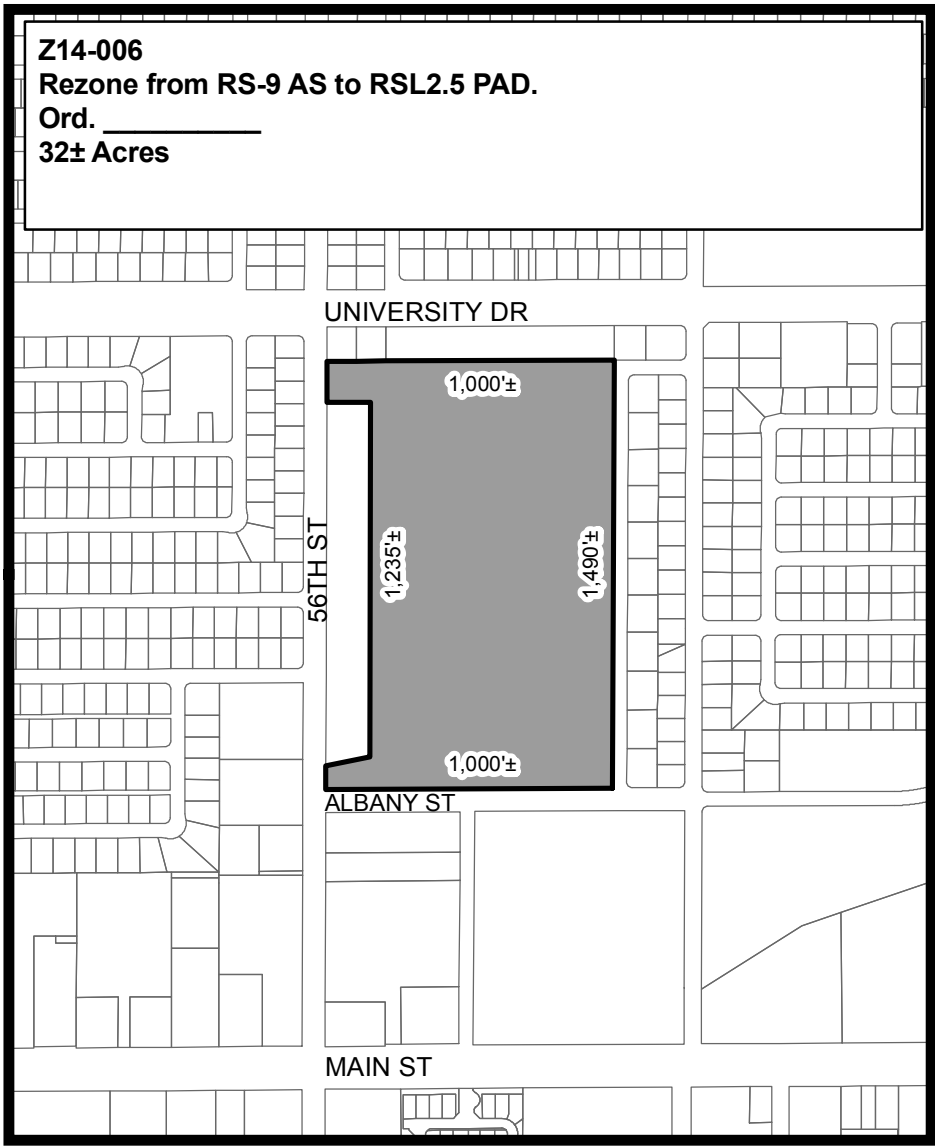 Z14-006
Rezone from RS-9 AS to RSL2.5 PAD.
Ord. __________
32± Acres
UNIVERSITY DR
1,000'±
56TH ST
1,235'±
1,490'±
1,000'±
ALBANY ST
MAIN ST